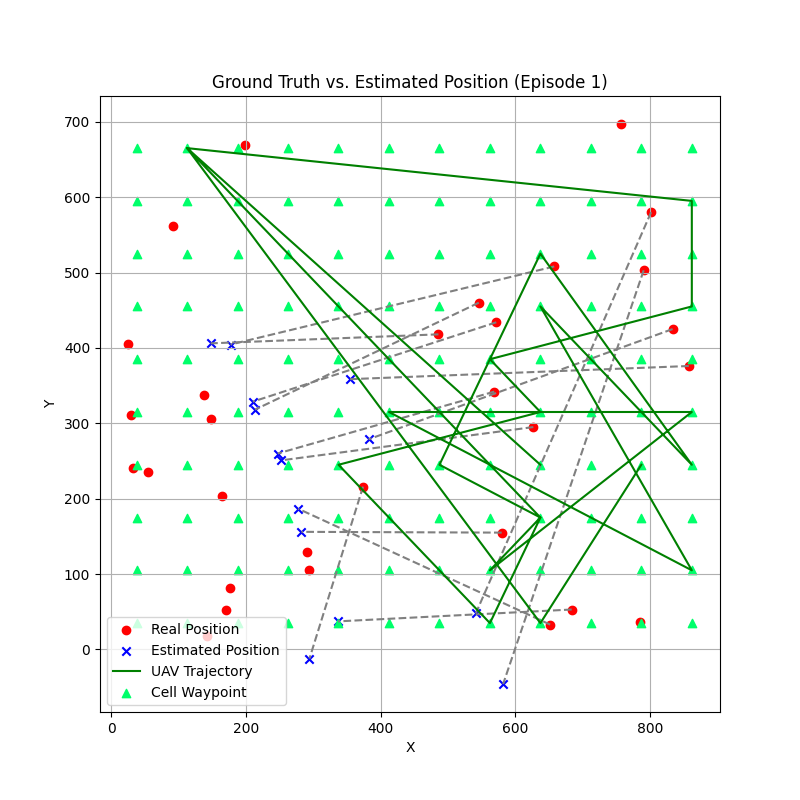 Ground Truth vs. Estimated Position (Episode 1)
700
600
500
400
300
200
100
0
Y
Real Position
Estimated Position
UAV Trajectory
Cell Waypoint
0 200 400 600 800
X